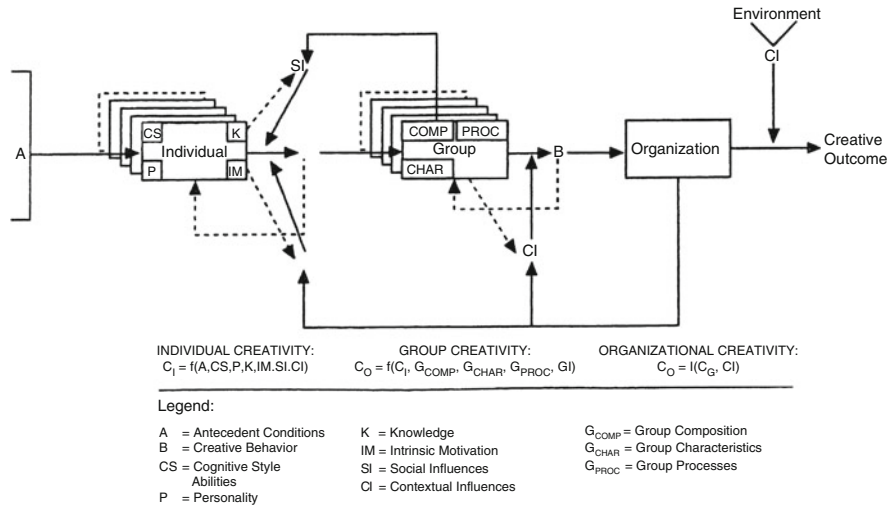 Environment
CI
SI
A
CS
K
Individual
P
IM
COMP
PROC
Group
CHAR
B
Organization
Creative
Outcome
CI
INDIVIDUAL CREATIVITY:
C_I = f(A,CS,P,K,IM.SI.CI)
GROUP CREATIVITY:
C_O = f(C_I, G_COMP, G_CHAR, G_PROC, GI)
ORGANIZATIONAL CREATIVITY:
C_O = I(C_G, CI)
Legend:
A = Antecedent Conditions
B = Creative Behavior
CS = Cognitive Style
Abilities
P = Personality
K = Knowledge
IM = Intrinsic Motivation
SI = Social Influences
CI = Contextual Influences
G_COMP = Group Composition
G_CHAR = Group Characteristics
G_PROC = Group Processes